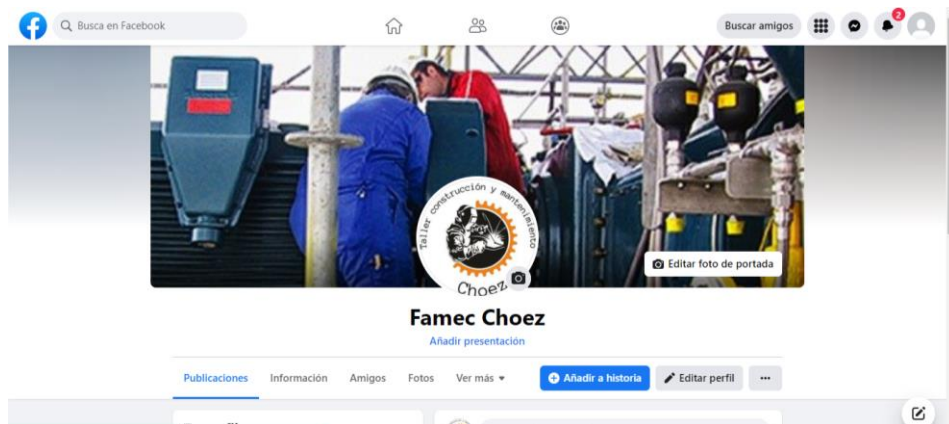 Busca en Facebook
Buscar amigos
2
Taller construcción y mantenimiento
Choez
Editar foto de portada
Famec Choez
Añadir presentación
Publicaciones Información Amigos Fotos Ver más
Añadir a historia Editar perfil